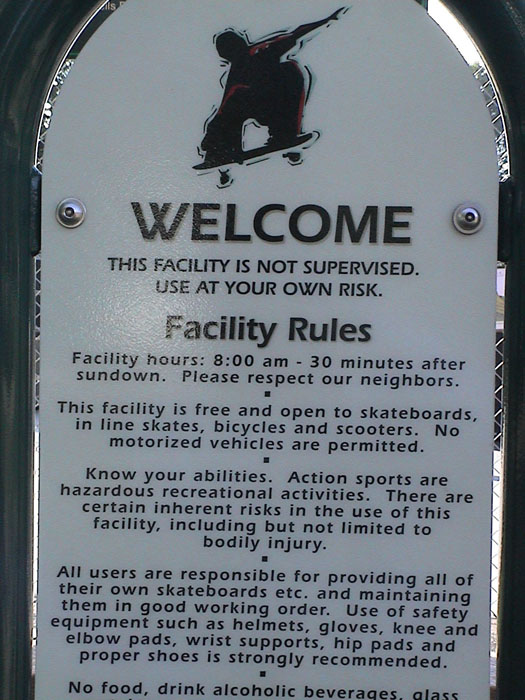 WELCOME
THIS FACILITY IS NOT SUPERVISED.
USE AT YOUR OWN RISK.
Facility Rules
Facility hours: 8:00 am - 30 minutes after
sundown. Please respect our neighbors.
This facility is free and open to skateboards,
in line skates, bicycles and scooters. No
motorized vehicles are permitted.
Know your abilities. Action sports are
hazardous recreational activities. There are
certain inherent risks in the use of this
facility, including but not limited to
bodily injury.
All users are responsible for providing all of
their own skateboards etc. and maintaining
them in good working order. Use of safety
equipment such as helmets, gloves, knee and
elbow pads, wrist supports, hip pads and
proper shoes is strongly recommended.
No food, drink alcoholic beverages, glass